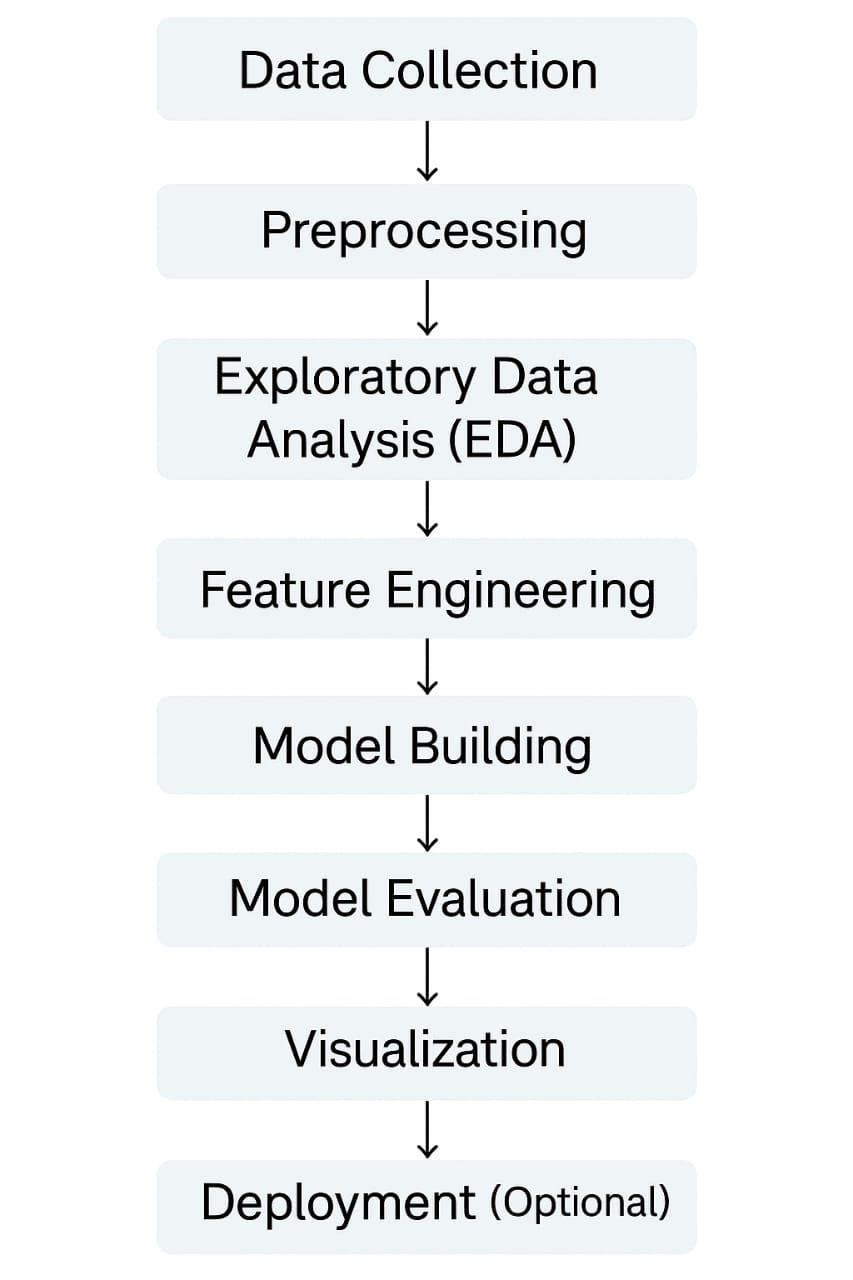 Data Collection
Preprocessing
Exploratory Data
Analysis (EDA)
Feature Engineering
Model Building
Model Evaluation
Visualization
Deployment (Optional)